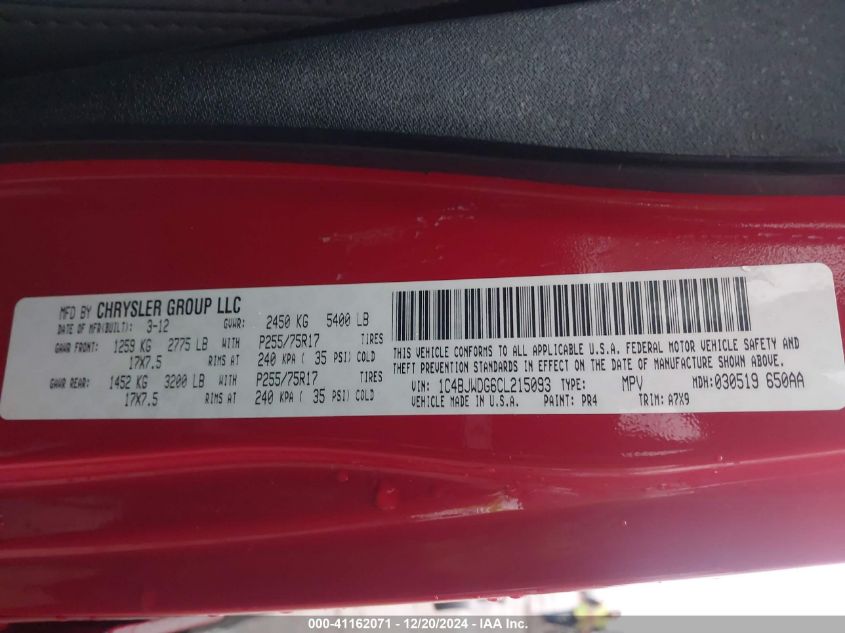 MFD BY CHRYSLER GROUP LLC
DATE OF MFR(BUILT): 3-12 GVWR: 2450 KG 5400 LB
GAWR FRONT: 1259 KG 2775 LB WITH P255/75R17 TIRES
17X7.5 RIMS AT 240 KPA ( 35 PSI) COLD
GAWR REAR: 1452 KG 3200 LB WITH P255/75R17 TIRES
17X7.5 RIMS AT 240 KPA ( 35 PSI) COLD
THIS VEHICLE CONFORMS TO ALL APPLICABLE U.S.A. FEDERAL MOTOR VEHICLE SAFETY AND
THEFT PREVENTION STANDARDS IN EFFECT ON THE DATE OF MANUFACTURE SHOWN ABOVE.
VIN: 1C4BJWDG6CL215093 TYPE: MPV MDH: 030519 650AA
VEHICLE MADE IN U.S.A. PAINT: PR4 TRIM: A7X9
000-41162071 - 12/20/2024 - IAA Inc.